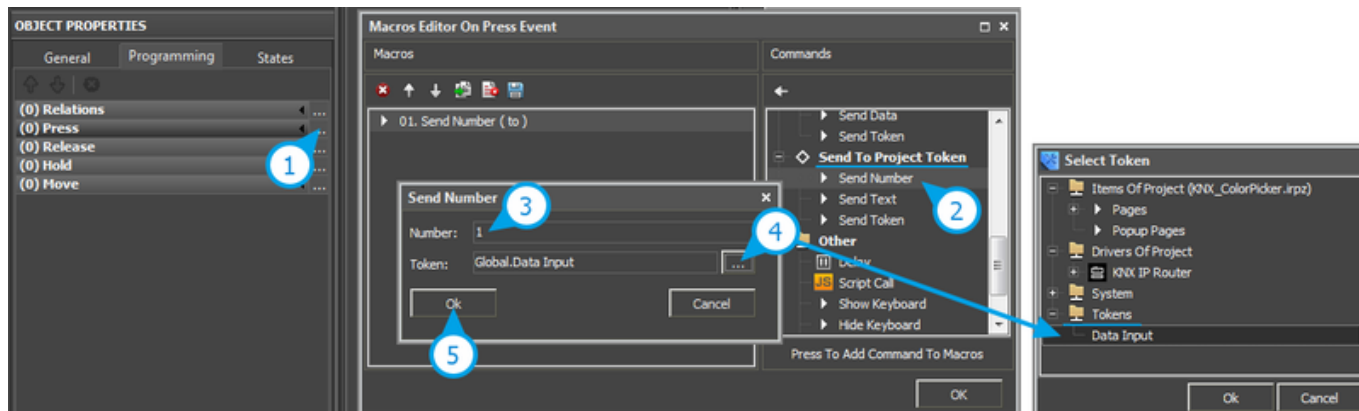 OBJECT PROPERTIES
General Programming States
(0) Relations ...
(0) Press ...
(0) Release ...
(0) Hold ...
(0) Move ...
1
Macros Editor On Press Event
Macros
01. Send Number ( to )
Commands
Send Data
Send Token
Send To Project Token
Send Number
Send Text
Send Token
Other
Delay
JS Script Call
Show Keyboard
Hide Keyboard
Press To Add Command To Macros
OK
2
Send Number
3
Number: 1
Token: Global.Data Input ...
4
Ok Cancel
5
Select Token
Items Of Project (KNX_ColorPicker.irpz)
Pages
Popup Pages
Drivers Of Project
KNX IP Router
System
Tokens
Data Input
Ok Cancel